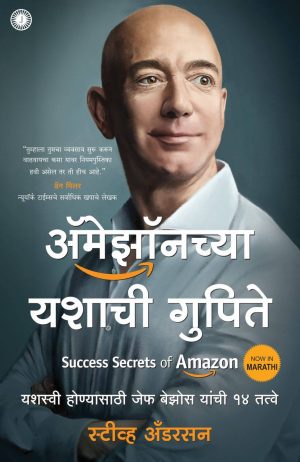 J
"तुम्हाला तुमचा व्यवसाय सुरू करून
वाढवायचा कसा यावर नियमपुस्तिका
हवी असेल तर ती हीच आहे."
डॅन मिलर
न्यूयॉर्क टाईम्सचे सर्वाधिक खपाचे लेखक
ॲमेझॉनच्या
यशाची गुपिते
Success Secrets of Amazon
NOW IN
MARATHI
यशस्वी होण्यासाठी जेफ बेझोस यांची १४ तत्वे
स्टीव्ह अँडरसन